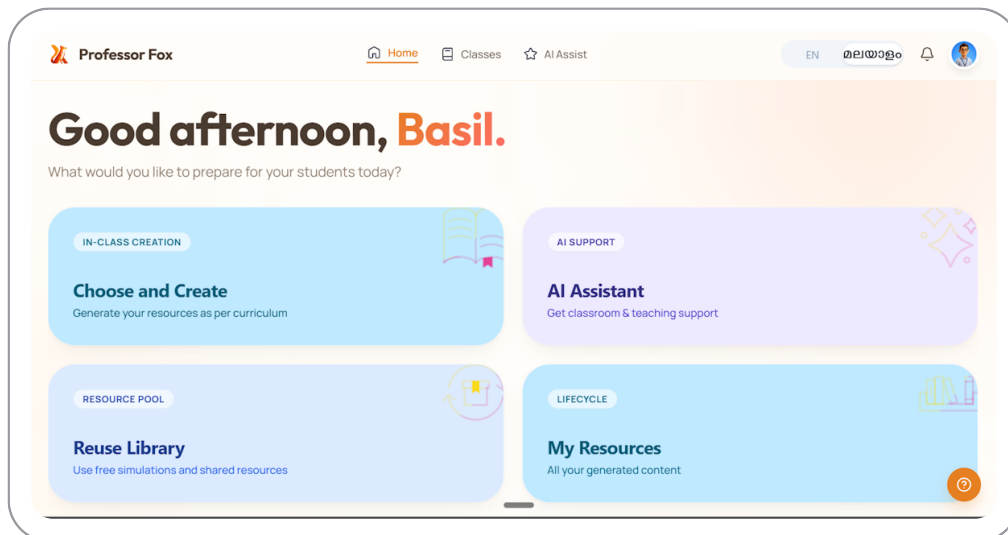 Professor Fox
Home
Classes
AI Assist
EN
മലയാളം
Good afternoon, Basil.
What would you like to prepare for your students today?
IN-CLASS CREATION
Choose and Create
Generate your resources as per curriculum
AI SUPPORT
AI Assistant
Get classroom & teaching support
RESOURCE POOL
Reuse Library
Use free simulations and shared resources
LIFECYCLE
My Resources
All your generated content